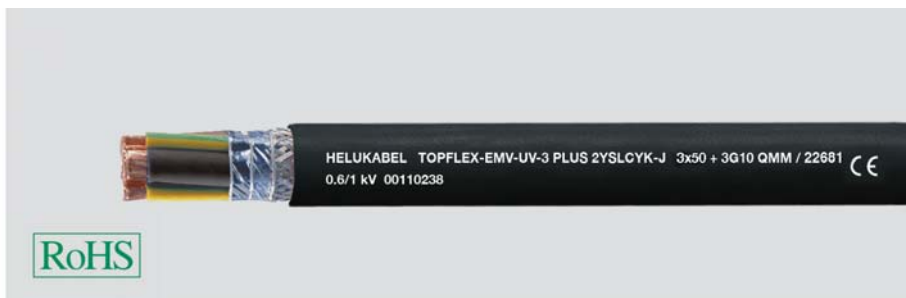 HELUKABEL TOPFLEX-EMV-UV-3 PLUS 2YSLCYK-J 3x50 + 3G10 QMM / 22681 CE
0.6/1 kV 00110238
RoHS